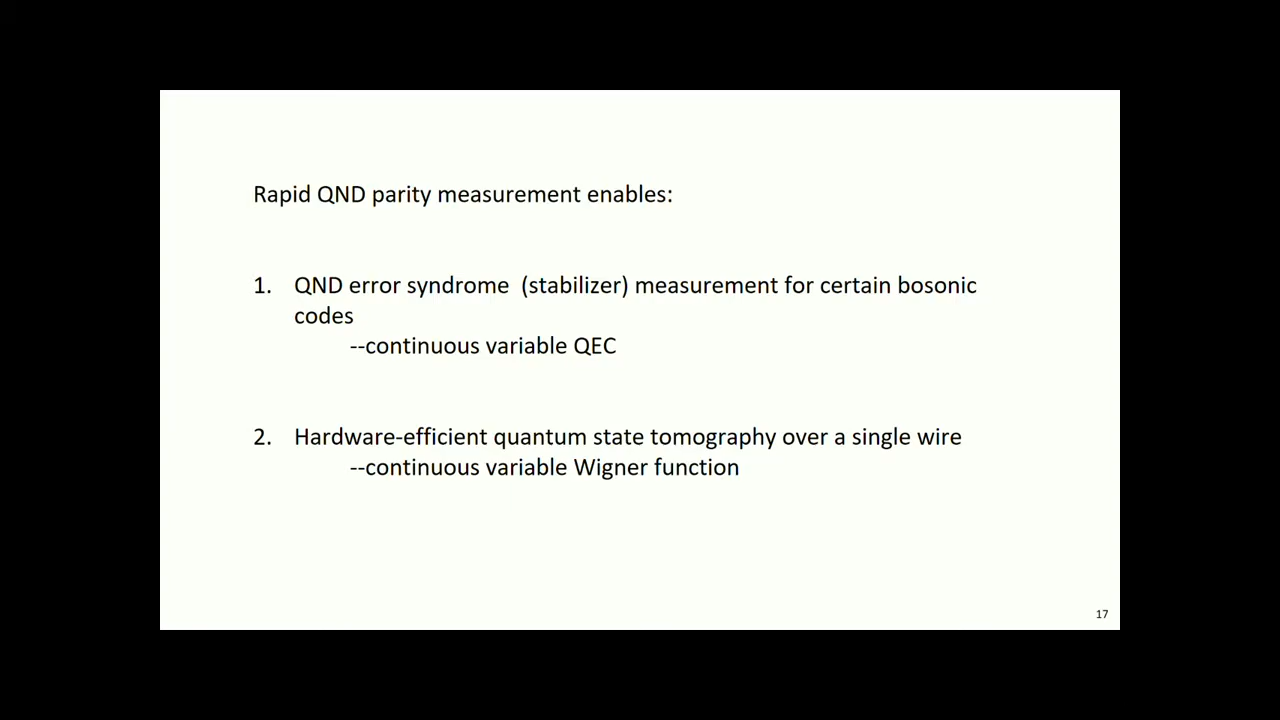 Rapid QND parity measurement enables:
1. QND error syndrome (stabilizer) measurement for certain bosonic
codes
--continuous variable QEC
2. Hardware-efficient quantum state tomography over a single wire
--continuous variable Wigner function
17